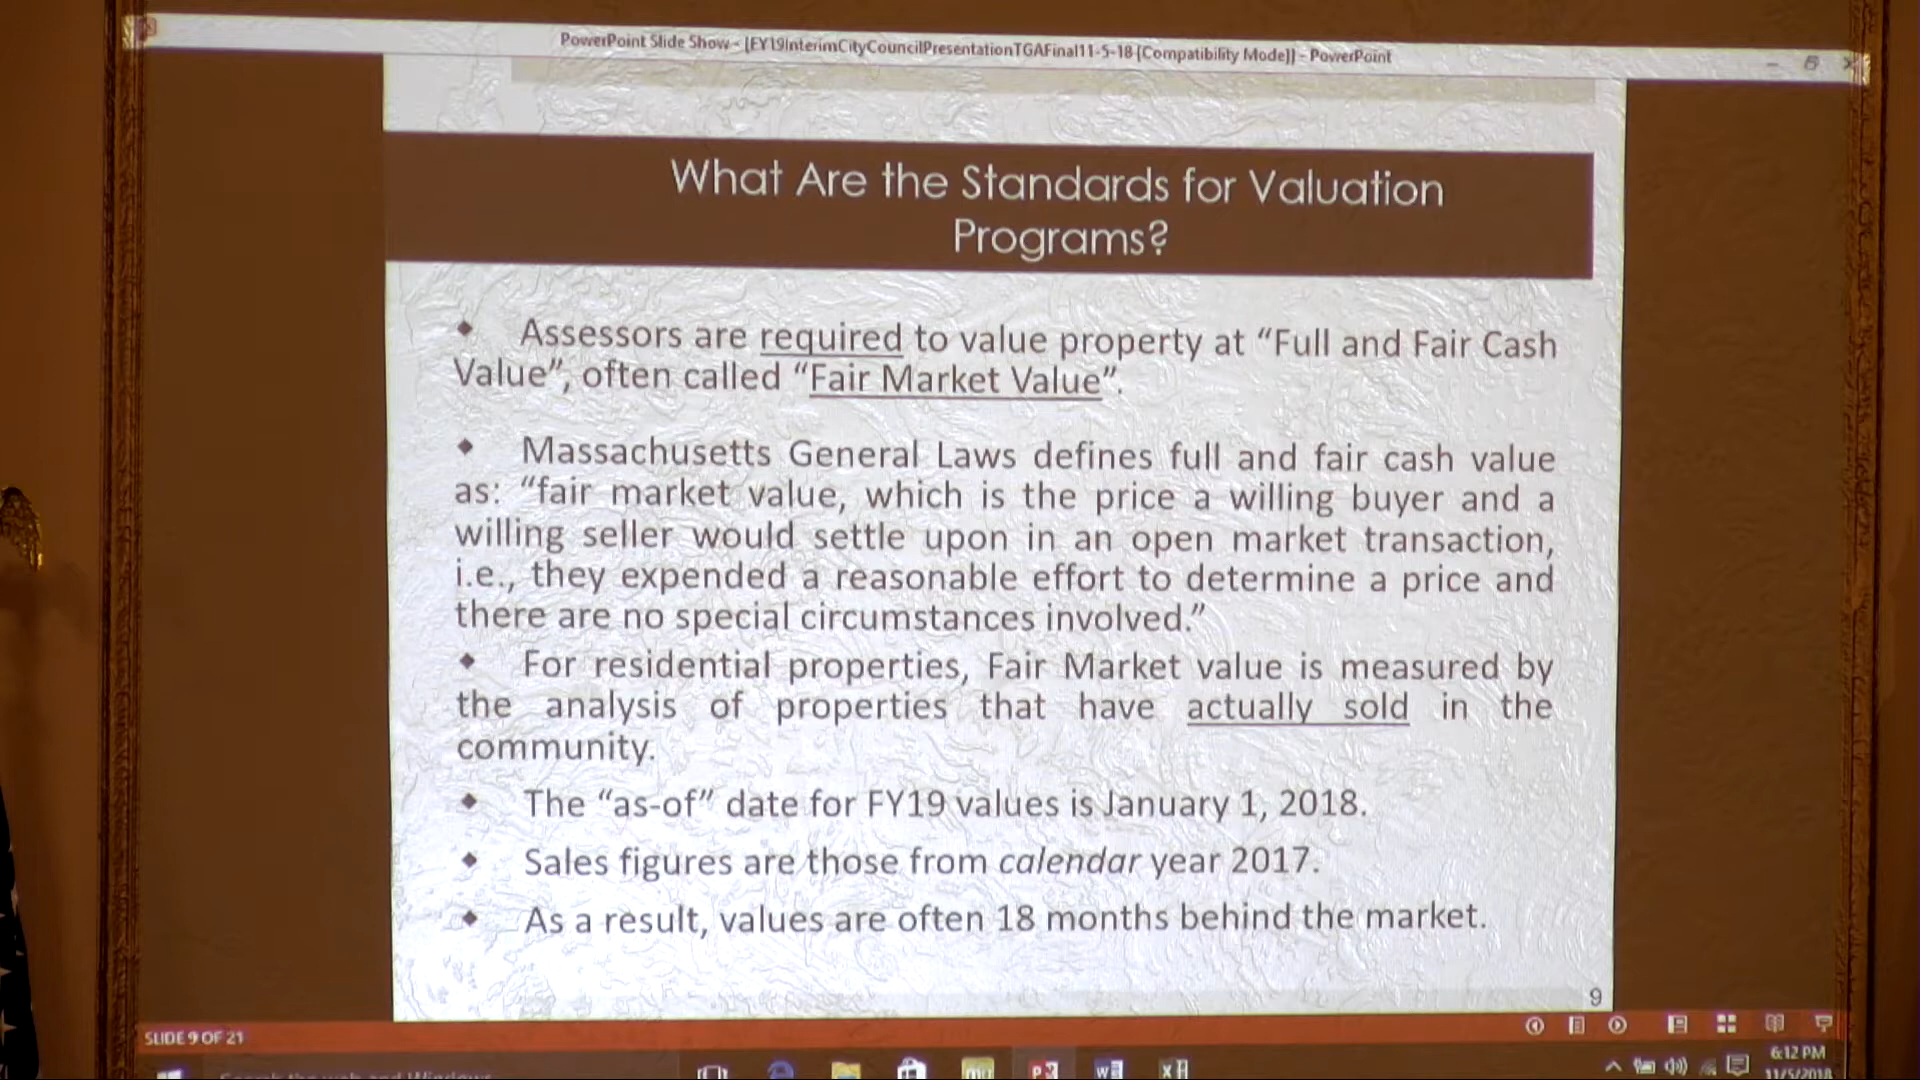 PowerPoint Slide Show - [FY19InterimCityCouncilPresentationTGAFinal11-5-18 [Compatibility Mode]] - PowerPoint
What Are the Standards for Valuation
Programs?
◆ Assessors are required to value property at “Full and Fair Cash
Value”, often called “Fair Market Value”.
◆ Massachusetts General Laws defines full and fair cash value
as: “fair market value, which is the price a willing buyer and a
willing seller would settle upon in an open market transaction,
i.e., they expended a reasonable effort to determine a price and
there are no special circumstances involved.”
◆ For residential properties, Fair Market value is measured by
the analysis of properties that have actually sold in the
community.
◆ The “as-of” date for FY19 values is January 1, 2018.
◆ Sales figures are those from calendar year 2017.
◆ As a result, values are often 18 months behind the market.
9
SLIDE 9 OF 21
6:12 PM
11/5/2018